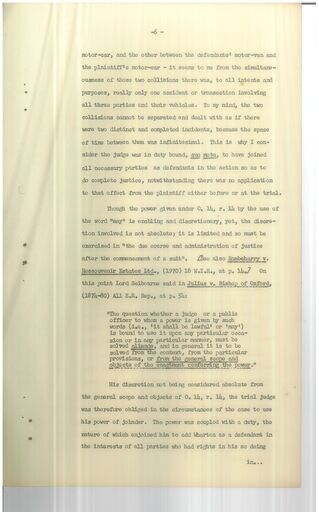 -6 -
motor-car, and the other between the defendants' motor-van and
the plaintiff's motor-car - it seems to me from the simultan-
eousness of those two collisions there was, to all intents and
purposes, really only one accident or transaction involving
all three parties and their vehicles. To my mind, the two
collisions cannot be separated and dealt with as if there
were two distinct and completed incidents, because the space
of time between them was infinitesimal. This is why I con-
sider the judge was in duty bound, suo motu, to have joined
all necessary parties as defendants in the action so as to
do complete justice, notwithstanding there was no application
to that effect from the plaintiff either before or at the trial.
Though the power given under O. 14, r. 14 by the use of
the word "may" is enabling and discretionary, yet, the discre-
tion involved is not absolute; it is limited and so must be
exercised in "the due course and administration of justice
after the commencement of a suit". (See also
Estates Ltd., (1970) 18 W.I.R., at p. 14.) On
this point Lord Selbourne said in Julius v. Bishop of Oxford,
(1874-80) All E.R. Rep., at p. 54:
"The question whether a judge or a public
officer to whom a power is given by such
words (i.e., 'it shall be lawful' or 'may')
is bound to use it upon any particular occa-
sion or in any particular manner, must be
solved aliunde, and in general it is to be
solved from the context, from the particular
provisions, or from the general scope and
objects of the enactment conferring the power."
His discretion not being considered absolute from
the general scope and objects of O. 14, r. 14, the trial judge
was therefore obliged in the circumstances of the case to use
his power of joinder. The power was coupled with a duty, the
nature of which enjoined him to add Wharton as a defendant in
the interests of all parties who had rights in his so doing
in...